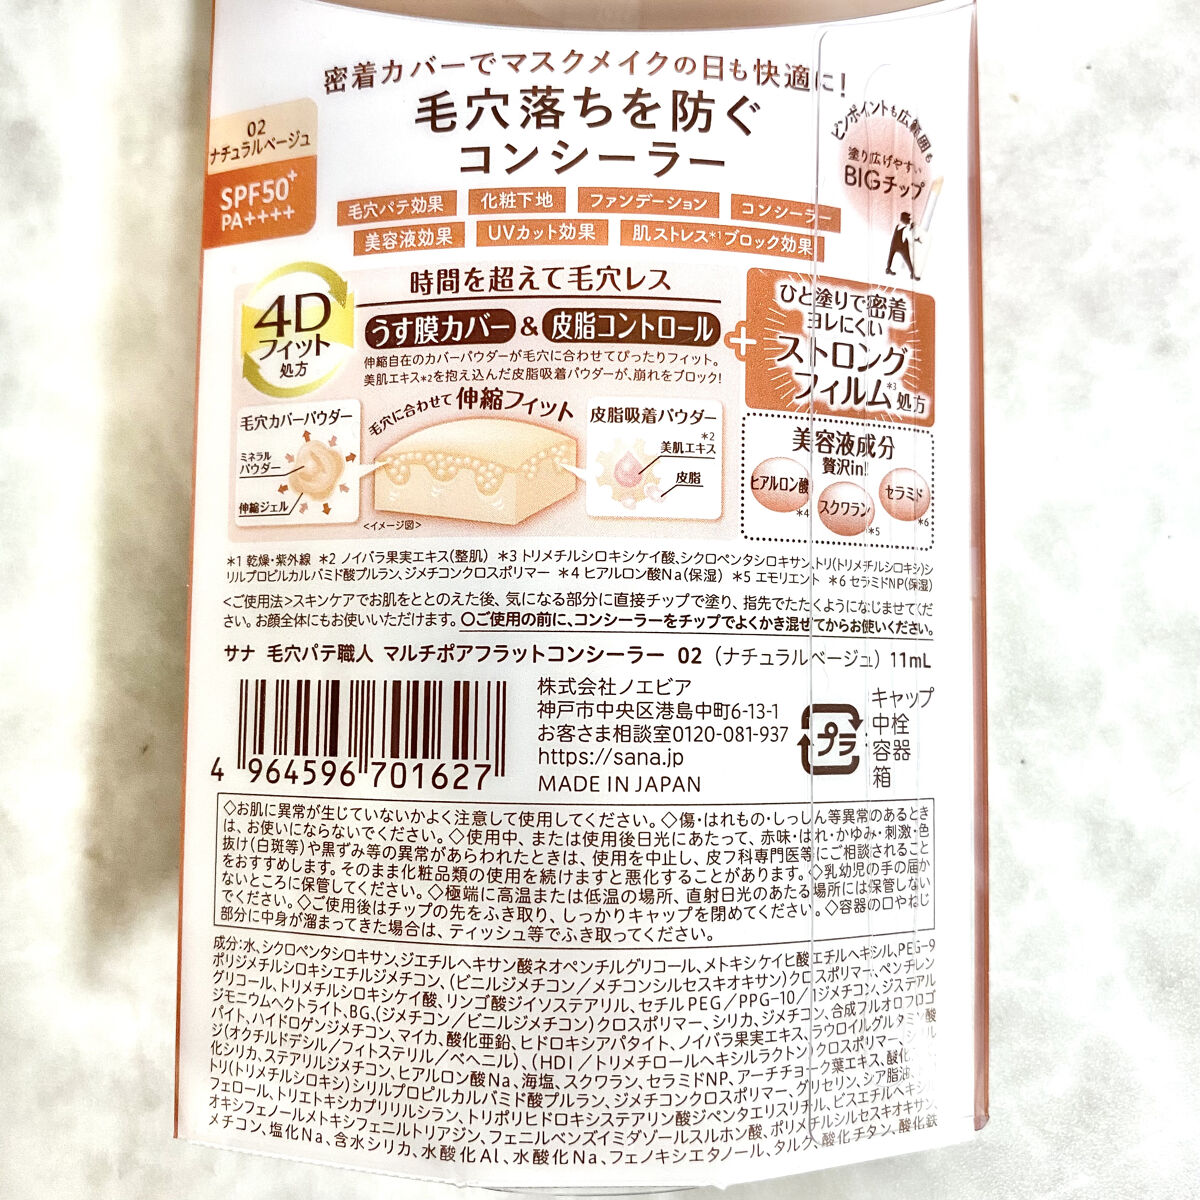 密着カバーでマスクメイクの日も快適に!
毛穴落ちを防ぐ
コンシーラー
02
ナチュラルベージュ
SPF50+
PA++++
ピンポイントも広範囲も
塗り広げやすい
BIGチップ
毛穴パテ効果 化粧下地 ファンデーション コンシーラー
美容液効果 UVカット効果 肌ストレス*1ブロック効果
4D
フィット
処方
時間を超えて毛穴レス
うす膜カバー & 皮脂コントロール
伸縮自在のカバーパウダーが毛穴に合わせてぴったりフィット。
美肌エキス*2を抱え込んだ皮脂吸着パウダーが、崩れをブロック!
+
ひと塗りで密着
ヨレにくい
ストロング
フィルム*3処方
毛穴カバーパウダー
ミネラル
パウダー
伸縮ジェル
毛穴に合わせて伸縮フィット
<イメージ図>
皮脂吸着パウダー
*2
美肌エキス
皮脂
美容液成分
贅沢in!!
ヒアルロン酸
*4
スクワラン
*5
セラミド
*6
*1 乾燥・紫外線 *2 ノイバラ果実エキス(整肌) *3 トリメチルシロキシケイ酸、シクロペンタシロキサン、トリ(トリメチルシロキシ)シ
リルプロピルカルバミド酸プルラン、ジメチコンクロスポリマー *4 ヒアルロン酸Na(保湿) *5 エモリエント *6 セラミドNP(保湿)
<ご使用法>スキンケアでお肌をととのえた後、気になる部分に直接チップで塗り、指先でたたくようになじませてくだ
さい。お顔全体にもお使いいただけます。○ご使用の前に、コンシーラーをチップでよくかき混ぜてからお使いください。
サナ 毛穴パテ職人 マルチポアフラットコンシーラー 02 (ナチュラルベージュ) 11mL
4 964596 701627
株式会社ノエビア
神戸市中央区港島中町6-13-1
お客さま相談室0120-081-937
https://sana.jp
MADE IN JAPAN
プラ
キャップ
中栓
容器
箱
◇お肌に異常が生じていないかよく注意して使用してください。◇傷・はれもの・しっしん等異常のあるとき
は、お使いにならないでください。◇使用中、または使用後日光にあたって、赤味・はれ・かゆみ・刺激・色
抜け(白斑等)や黒ずみ等の異常があらわれたときは、使用を中止し、皮フ科専門医等にご相談されること
をおすすめします。そのまま化粧品類の使用を続けますと悪化することがあります。◇乳幼児の手の届か
ないところに保管してください。◇極端に高温または低温の場所、直射日光のあたる場所には保管しない
でください。◇ご使用後はチップの先をふき取り、しっかりキャップを閉めてください。◇容器の口やねじ
部分に中身が溜まってきた場合は、ティッシュ等でふき取ってください。
成分:水、シクロペンタシロキサン、ジエチルヘキサン酸ネオペンチルグリコール、メトキシケイヒ酸エチルヘキシル、PEG-9
ポリジメチルシロキシエチルジメチコン、(ビニルジメチコン/メチコンシルセスキオキサン)クロスポリマー、ペンチレン
グリコール、トリメチルシロキシケイ酸、リンゴ酸ジイソステアリル、セチルPEG/PPG-10/1ジメチコン、ジステアル
ジモニウムヘクトライト、BG、(ジメチコン/ビニルジメチコン)クロスポリマー、シリカ、ジメチコン、合成フルオロフロゴ
パイト、ハイドロゲンジメチコン、マイカ、酸化亜鉛、ヒドロキシアパタイト、ノイバラ果実エキス、ラウロイルグルタミン酸
ジ(オクチルドデシル/フィトステリル/ベヘニル)、(HDI/トリメチロールヘキシルラクトン)クロスポリマー、シリル
化シリカ、ステアリルジメチコン、ヒアルロン酸Na、海塩、スクワラン、セラミドNP、アーチチョーク葉エキス、酸化
トリ(トリメチルシロキシ)シリルプロピルカルバミド酸プルラン、ジメチコンクロスポリマー、グリセリン、シア脂油、
フェロール、トリエトキシカプリリルシラン、トリポリヒドロキシステアリン酸ジペンタエリスリチル、ビスエチルヘキシル
オキシフェノールメトキシフェニルトリアジン、フェニルベンズイミダゾールスルホン酸、ポリメチルシルセスキオキサン、
メチコン、塩化Na、含水シリカ、水酸化Al、水酸化Na、フェノキシエタノール、タルク、酸化チタン、酸化鉄